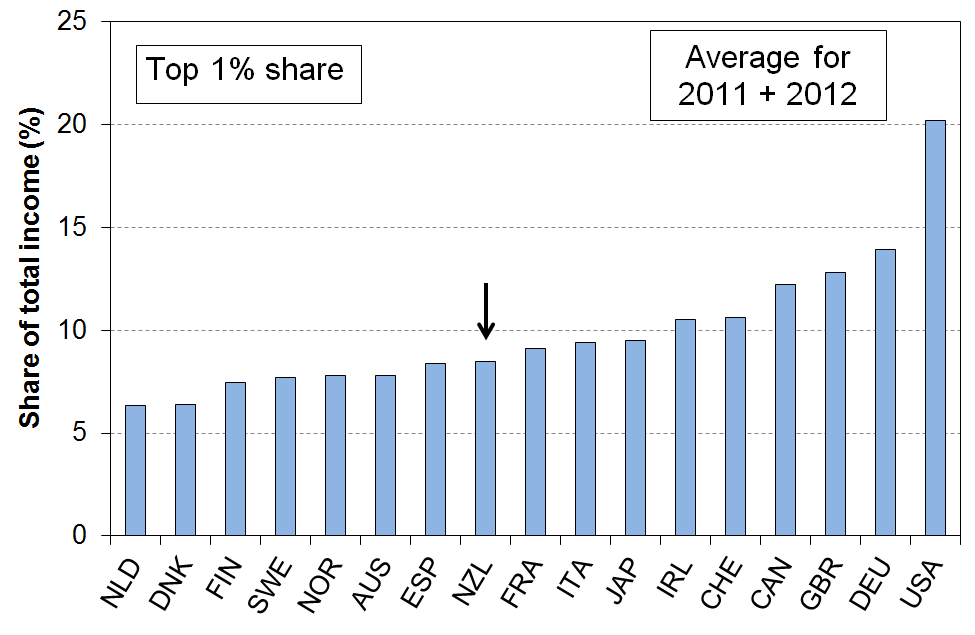 Top 1% share
Average for
2011 + 2012
Share of total income (%)
25
20
15
10
5
0
NLD
DNK
FIN
SWE
NOR
AUS
ESP
NZL
FRA
ITA
JAP
IRL
CHE
CAN
GBR
DEU
USA